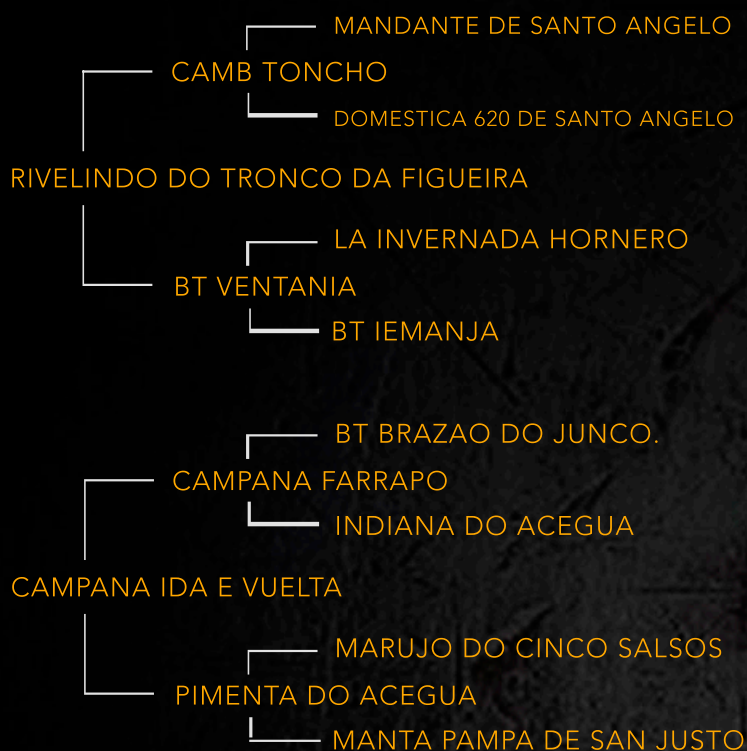 MANDANTE DE SANTO ANGELO
CAMB TONCHO
DOMESTICA 620 DE SANTO ANGELO
RIVELINDO DO TRONCO DA FIGUEIRA
LA INVERNADA HORNERO
BT VENTANIA
BT IEMANJA
BT BRAZAO DO JUNCO.
CAMPANA FARRAPO
INDIANA DO ACEGUA
CAMPANA IDA E VUELTA
MARUJO DO CINCO SALSOS
PIMENTA DO ACEGUA
MANTA PAMPA DE SAN JUSTO